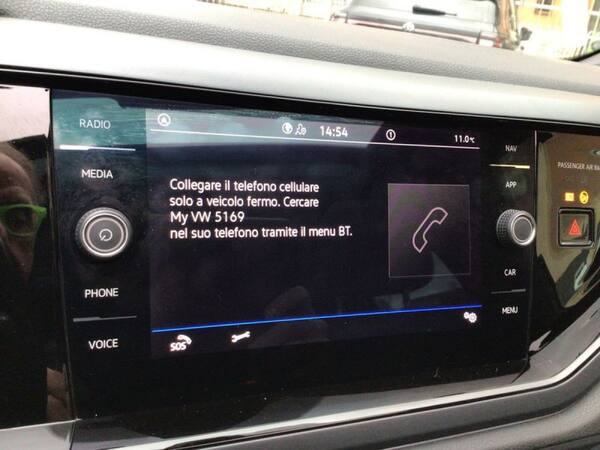 RADIO
MEDIA
PHONE
VOICE
14:54
11.0°C
Collegare il telefono cellulare
solo a veicolo fermo. Cercare
My VW 5169
nel suo telefono tramite il menu BT.
SOS
NAV
APP
CAR
MENU
PASSENGER AIR